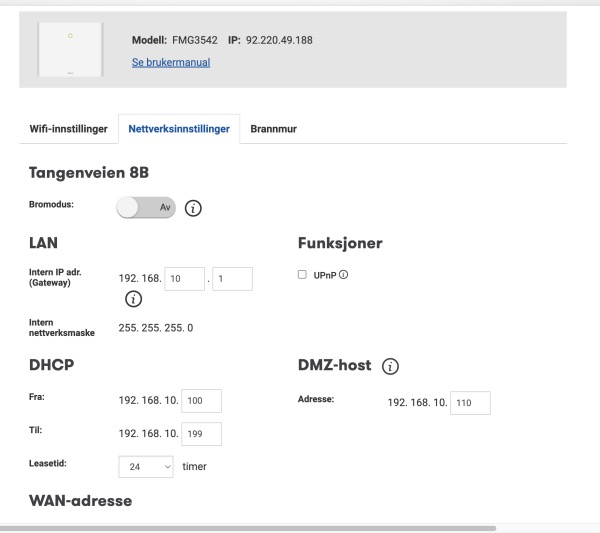 Modell: FMG3542 IP: 92.220.49.188
Se brukermanual
Wifi-innstillinger Nettverksinnstillinger Brannmur
Tangenveien 8B
Bromodus: Av i
LAN Funksjoner
Intern IP adr. (Gateway) 192. 168. 10 . 1
i
UPnP i
Intern nettverksmaske 255. 255. 255. 0
DHCP DMZ-host i
Fra: 192. 168. 10. 100
Adresse: 192. 168. 10. 110
Til: 192. 168. 10. 199
Leasetid: 24 timer
WAN-adresse